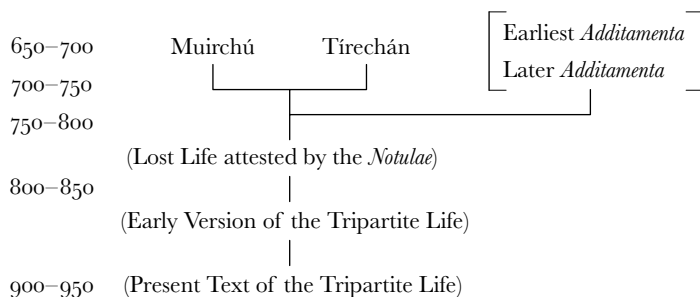 650–700 Muirchú Tírechán Earliest Additamenta
Later Additamenta
700–750
750–800
(Lost Life attested by the Notulae)
800–850
(Early Version of the Tripartite Life)
900–950 (Present Text of the Tripartite Life)